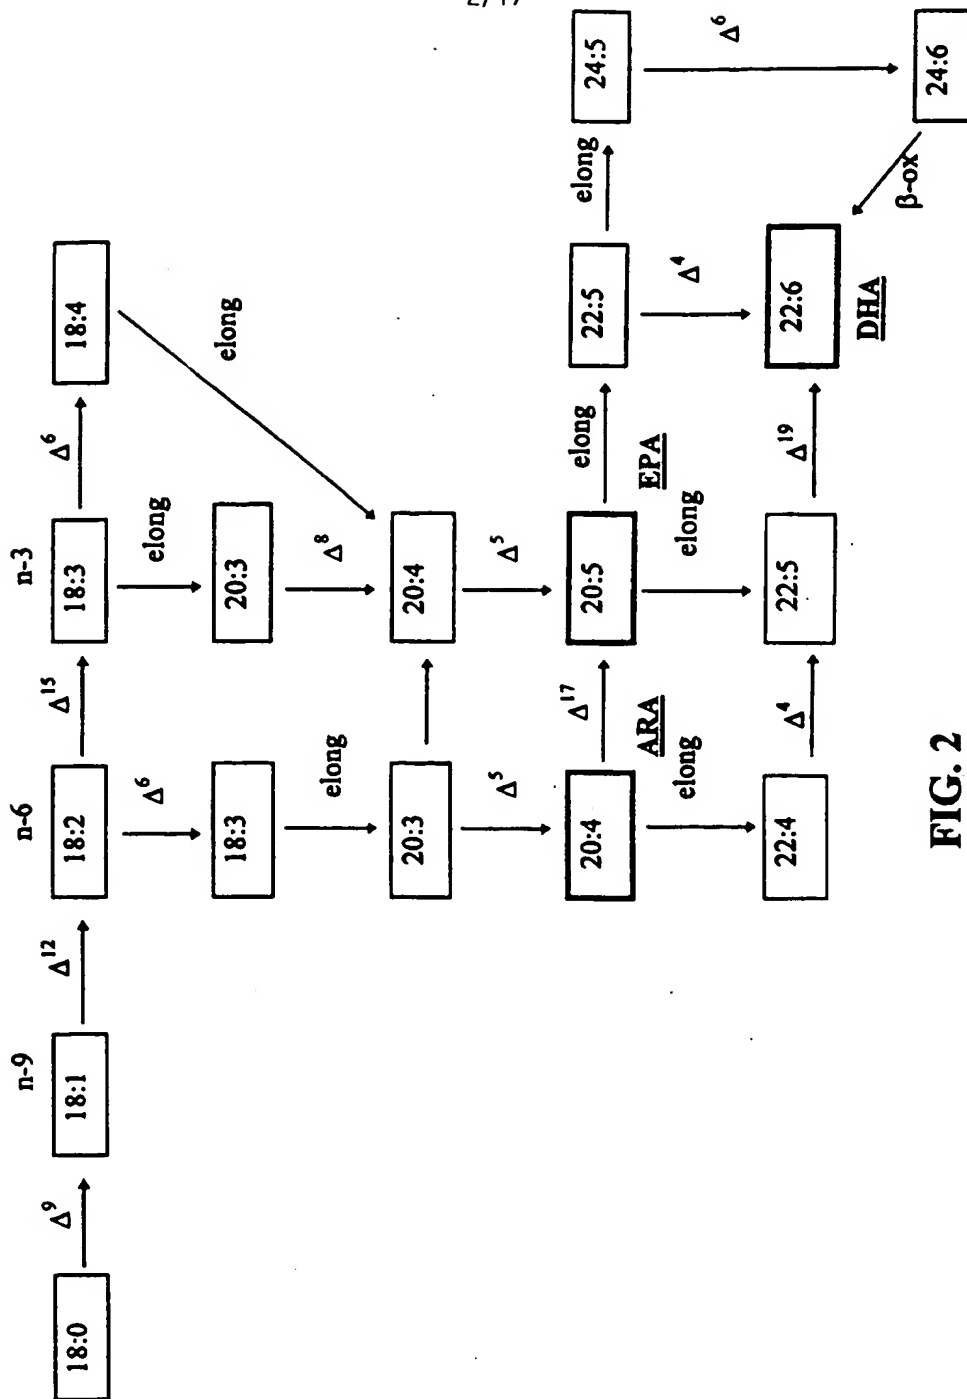 2/17
n-9 n-6 n-3
Δ⁹ Δ¹² Δ¹⁵ Δ⁶
18:0 18:1 18:2 18:3 18:4
Δ⁶ elong
18:3 20:3 elong
elong Δ⁸
20:3 20:4
Δ⁵ Δ⁵
Δ¹⁷ elong elong
20:4 20:5 22:5 24:5
ARA EPA
elong elong Δ⁴ Δ⁶
Δ⁴ Δ¹⁹
22:4 22:5 22:6
DHA β-ox
24:6
FIG. 2